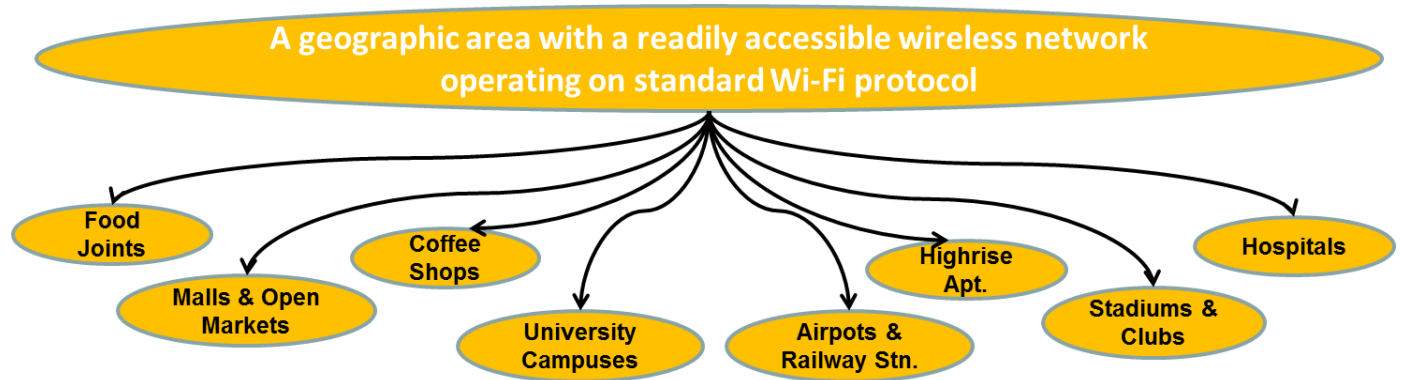 A geographic area with a readily accessible wireless network
operating on standard Wi-Fi protocol
Food
Joints
Malls & Open
Markets
Coffee
Shops
University
Campuses
Airpots &
Railway Stn.
Highrise
Apt.
Stadiums &
Clubs
Hospitals